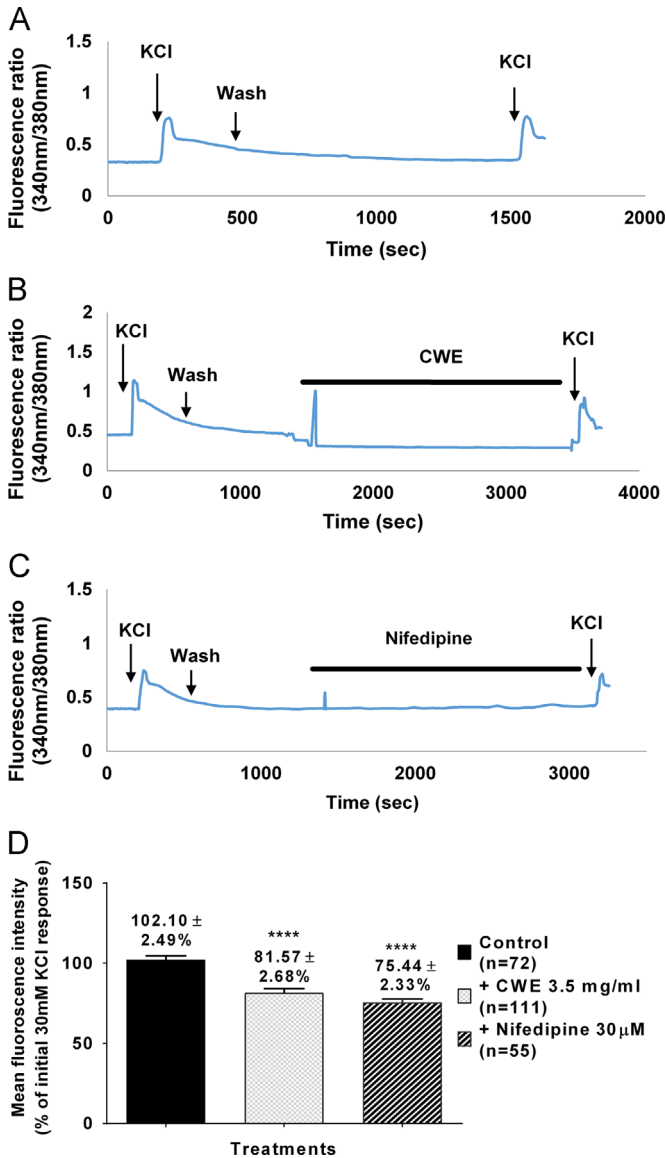 A
Fluorescence ratio
(340nm/380nm)
1.5
1
0.5
0
KCl
Wash
KCl
0 500 1000 1500 2000
Time (sec)
B
Fluorescence ratio
(340nm/380nm)
2
1.5
1
0.5
0
KCl
Wash
CWE
KCl
0 1000 2000 3000 4000
Time (sec)
C
Fluorescence ratio
(340nm/380nm)
1.5
1
0.5
0
KCl
Wash
Nifedipine
KCl
0 1000 2000 3000
Time (sec)
D
Mean fluoroscence intensity
(% of initial 30mM KCl response)
150
100
50
0
102.10 ±
2.49%
****
81.57 ±
2.68%
****
75.44 ±
2.33%
Treatments
Control
(n=72)
+ CWE 3.5 mg/ml
(n=111)
+ Nifedipine 30µM
(n=55)